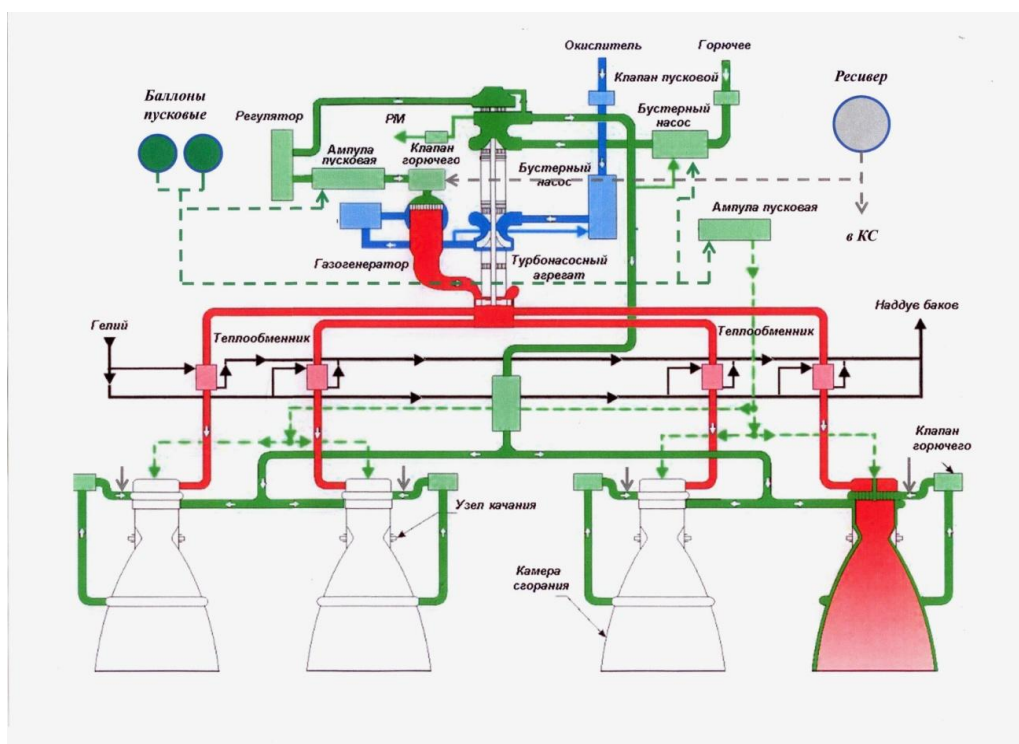 Окислитель
Горючее
Баллоны
пусковые
Регулятор
РМ
Клапан пусковой
Ресивер
Бустерный
насос
Ампула
пусковая
Клапан
горючего
Бустерный
насос
Ампула пусковая
в КС
Газогенератор
Турбонасосный
агрегат
Гелий
Теплообменник
Теплообменник
Наддув баков
Клапан
горючего
Узел качания
Камера
сгорания